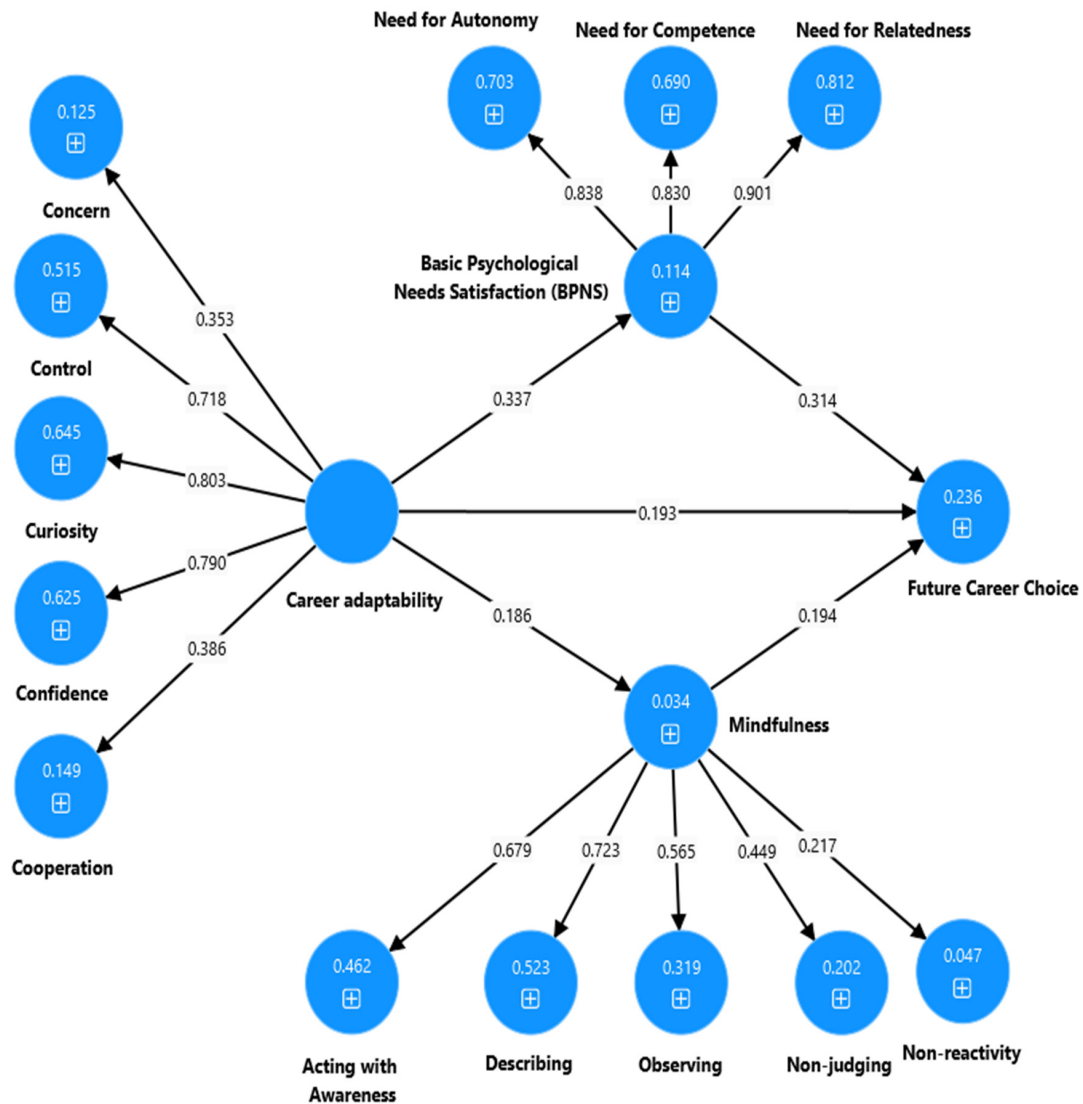 Need for Autonomy
Need for Competence
Need for Relatedness
0.703
0.690
0.812
0.125
Concern
0.838
0.830
0.901
0.515
Control
Basic Psychological
Needs Satisfaction (BPNS)
0.114
0.353
0.718
0.337
0.314
0.645
Curiosity
0.803
0.193
0.236
Future Career Choice
0.790
Career adaptability
0.625
Confidence
0.386
0.186
0.194
0.034
Mindfulness
0.149
Cooperation
0.679
0.723
0.565
0.449
0.217
0.462
0.523
0.319
0.202
0.047
Acting with
Awareness
Describing
Observing
Non-judging
Non-reactivity